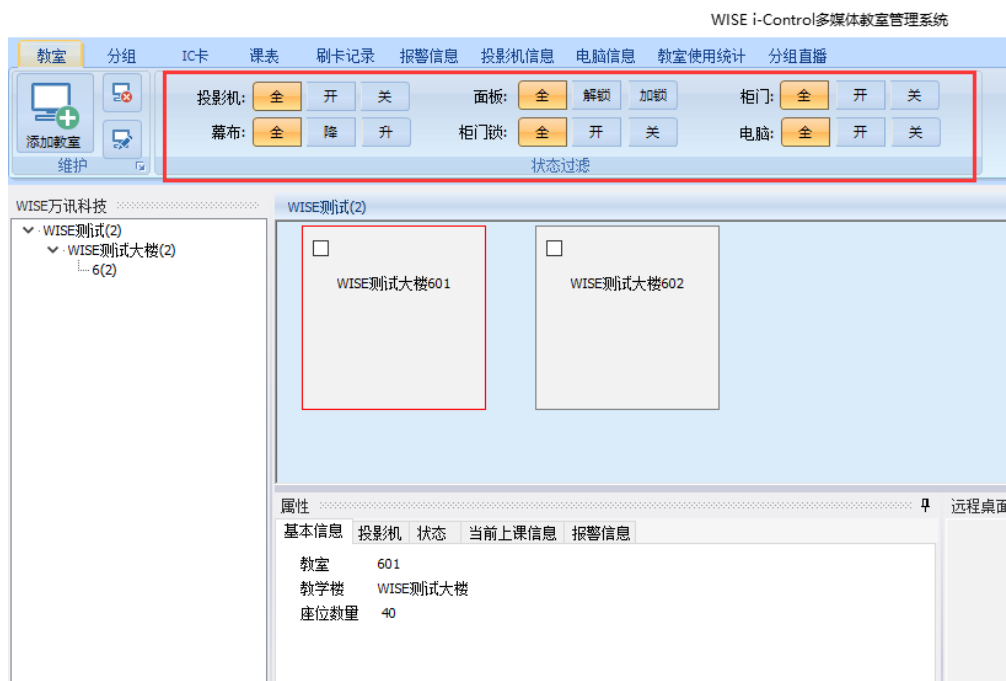 WISE i-Control多媒体教室管理系统
教室 分组 IC卡 课表 刷卡记录 报警信息 投影机信息 电脑信息 教室使用统计 分组直播
投影机: 全 开 关 面板: 全 解锁 加锁 柜门: 全 开 关
幕布: 全 降 升 柜门锁: 全 开 关 电脑: 全 开 关
添加教室
维护 状态过滤
WISE万讯科技 WISE测试(2)
WISE测试(2)
WISE测试大楼(2)
6(2)
WISE测试大楼601 WISE测试大楼602
属性 远程桌面
基本信息 投影机 状态 当前上课信息 报警信息
教室 601
教学楼 WISE测试大楼
座位数量 40